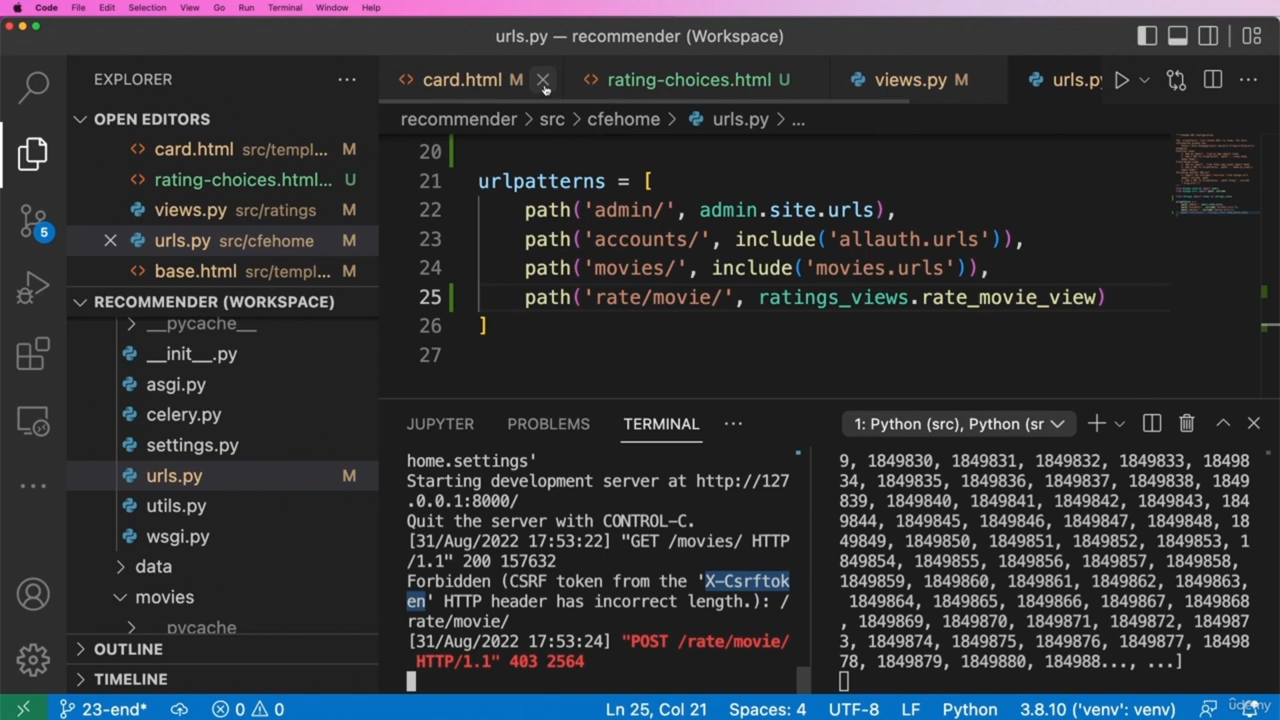 Code File Edit Selection View Go Run Terminal Window Help
urls.py — recommender (Workspace)
EXPLORER
card.html M
rating-choices.html U
views.py M
urls.py
OPEN EDITORS
recommender > src > cfehome > urls.py > ...
card.html src/templ... M
rating-choices.html... U
views.py src/ratings M
urls.py src/cfehome M
base.html src/templ... M
RECOMMENDER (WORKSPACE)
__pycache__
__init__.py
asgi.py
celery.py
settings.py
urls.py M
utils.py
wsgi.py
data
movies
__pycache__
OUTLINE
TIMELINE
20
21 urlpatterns = [
22 path('admin/', admin.site.urls),
23 path('accounts/', include('allauth.urls')),
24 path('movies/', include('movies.urls')),
25 path('rate/movie/', ratings_views.rate_movie_view)
26 ]
27
JUPYTER PROBLEMS TERMINAL ...
1: Python (src), Python (sr
home.settings'
Starting development server at http://127
.0.0.1:8000/
Quit the server with CONTROL-C.
[31/Aug/2022 17:53:22] "GET /movies/ HTTP
/1.1" 200 157632
Forbidden (CSRF token from the 'X-Csrftok
en' HTTP header has incorrect length.): /
rate/movie/
[31/Aug/2022 17:53:24] "POST /rate/movie/
HTTP/1.1" 403 2564
9, 1849830, 1849831, 1849832, 1849833, 18498
34, 1849835, 1849836, 1849837, 1849838, 1849
839, 1849840, 1849841, 1849842, 1849843, 184
9844, 1849845, 1849846, 1849847, 1849848, 18
49849, 1849850, 1849851, 1849852, 1849853, 1
849854, 1849855, 1849856, 1849857, 1849858,
1849859, 1849860, 1849861, 1849862, 1849863,
1849864, 1849865, 1849866, 1849867, 1849868
, 1849869, 1849870, 1849871, 1849872, 184987
3, 1849874, 1849875, 1849876, 1849877, 18498
78, 1849879, 1849880, 184988..., ...]
23-end* 0 0 Ln 25, Col 21 Spaces: 4 UTF-8 LF Python 3.8.10 ('venv': venv)
5
udemy